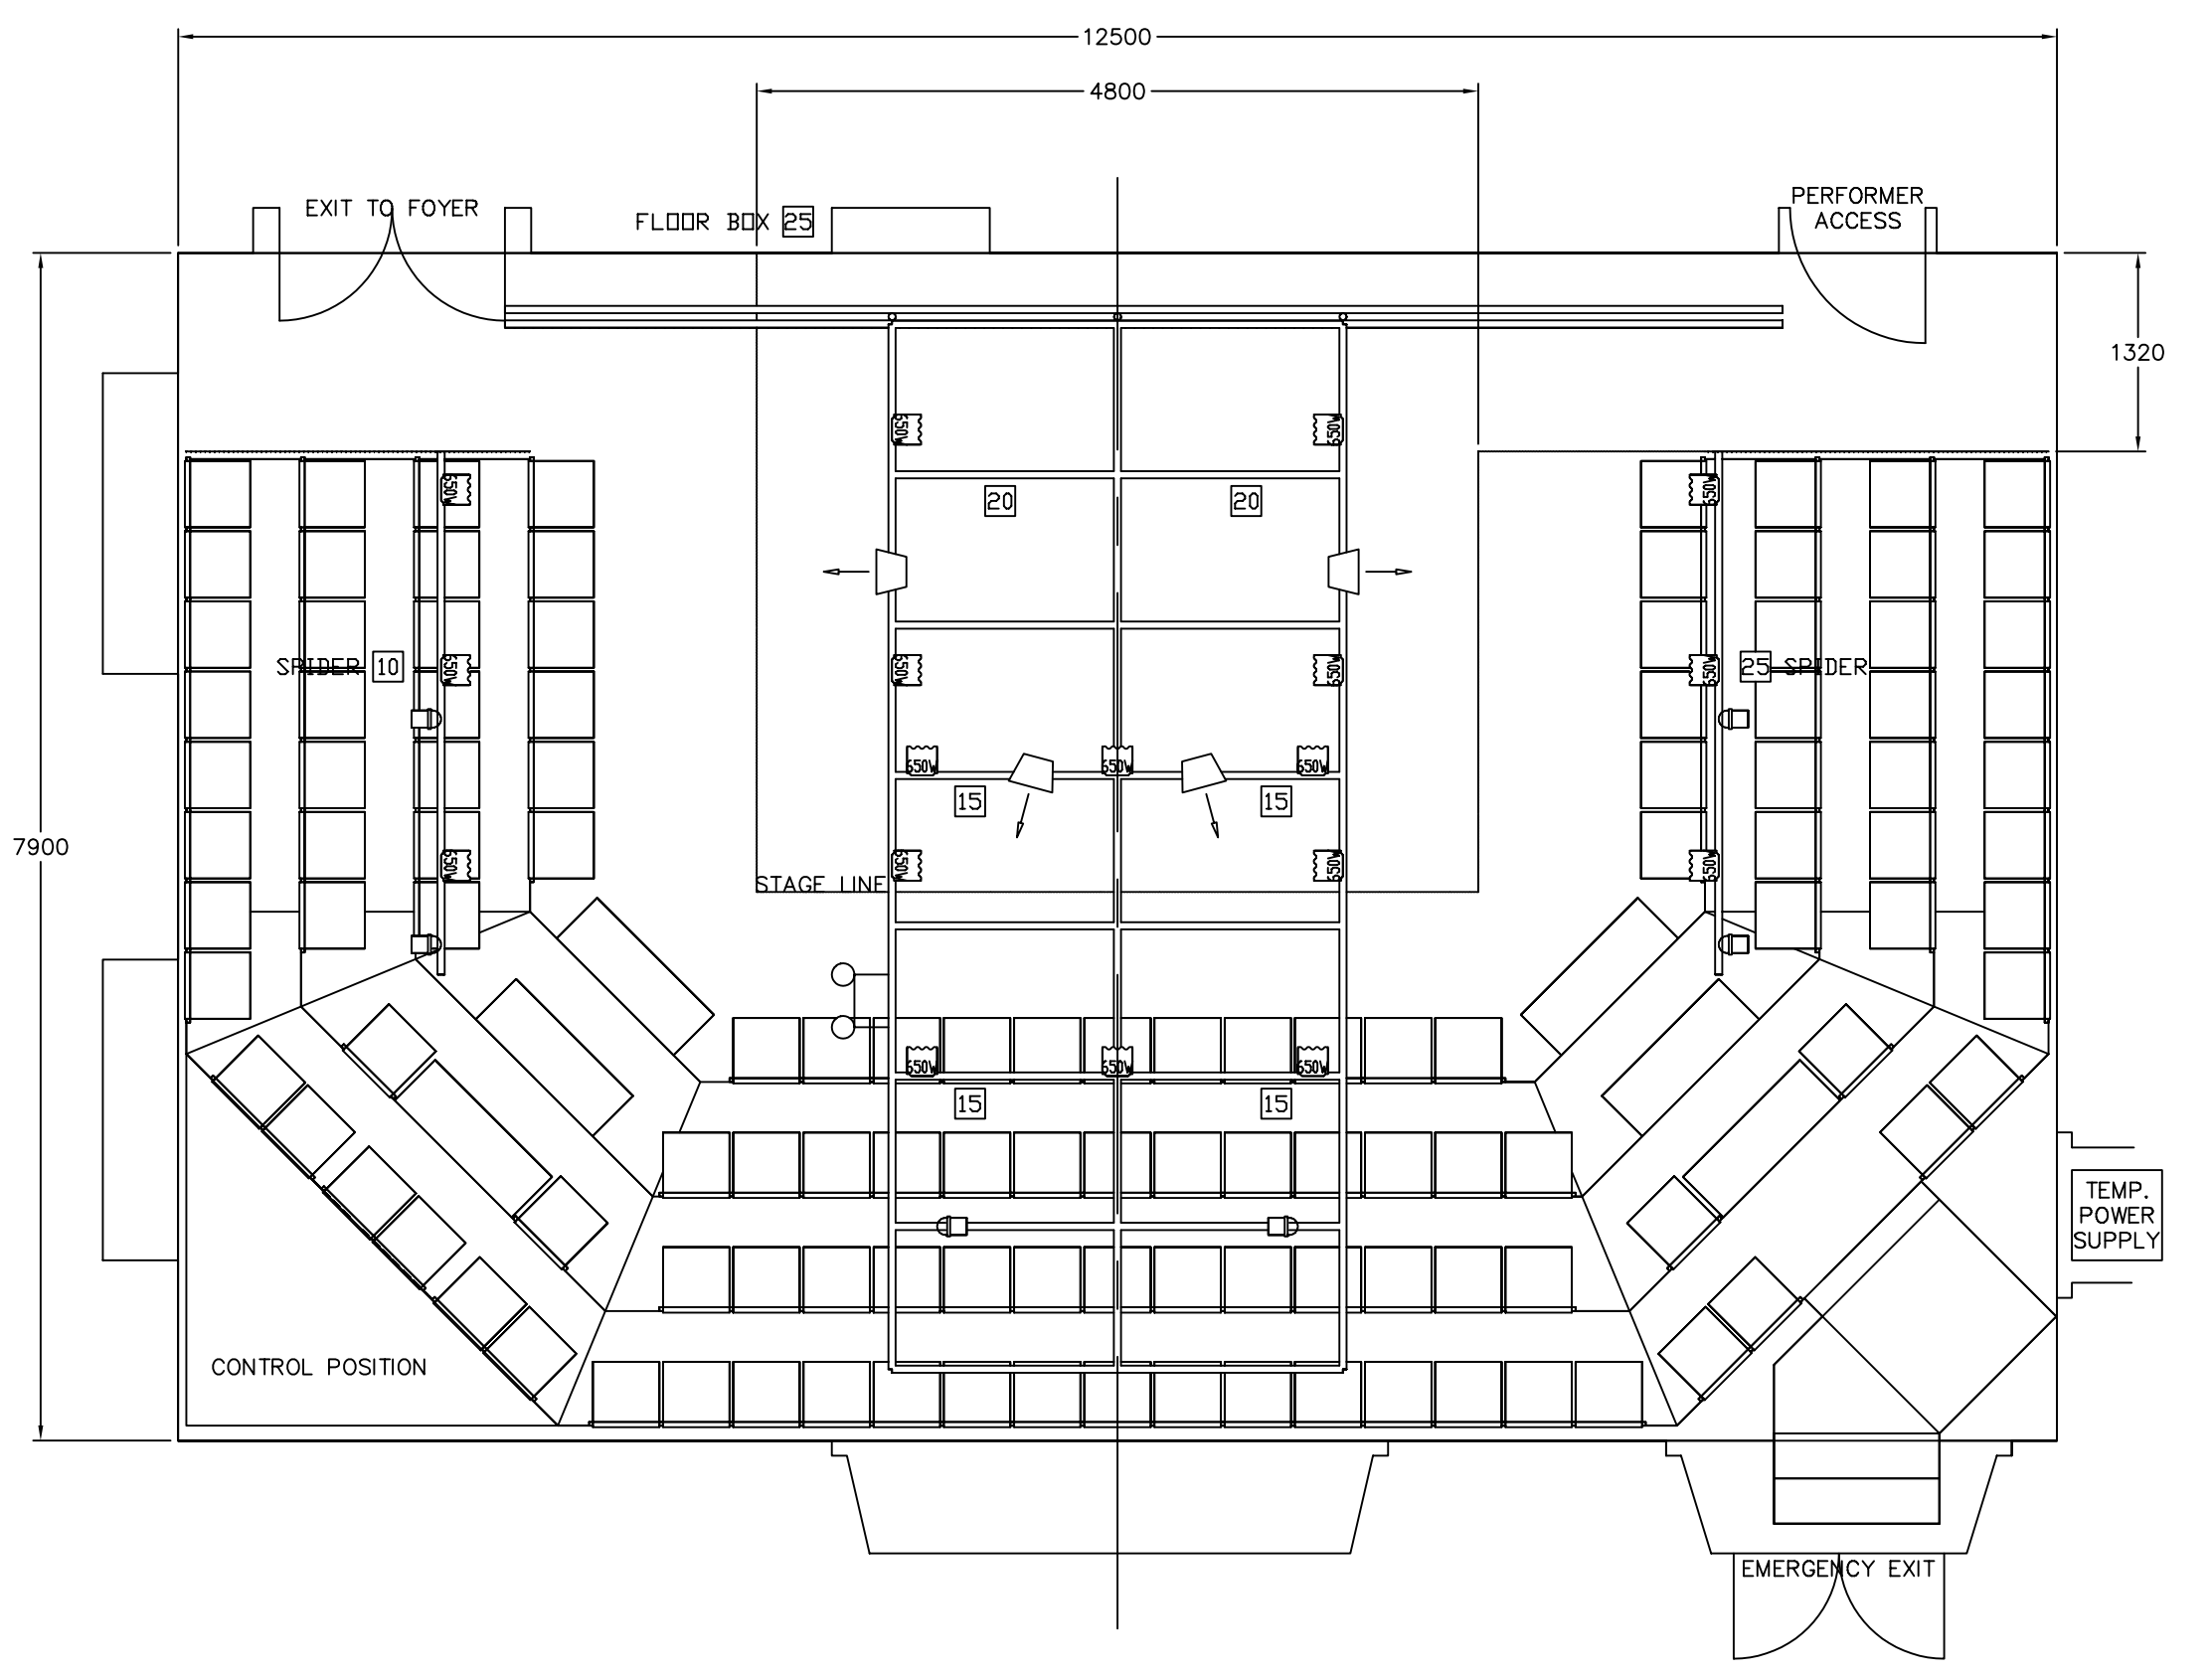 12500
4800
PERFORMER
ACCESS
EXIT TO FOYER
FLOOR BOX 25
1320
650W
650W
650W
650W
20
20
SPIDER 10
650W
650W
650W
650W
25 SPIDER
650W
650W
650W
15
15
7900
650W
650W
650W
650W
STAGE LINE
650W
650W
650W
15
15
TEMP.
POWER
SUPPLY
CONTROL POSITION
EMERGENCY EXIT